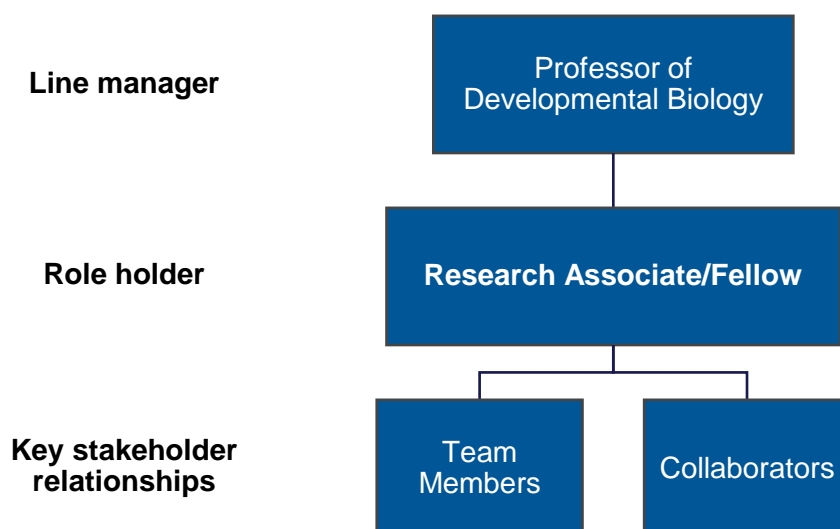 Line manager
Professor of
Developmental Biology
Role holder
Research Associate/Fellow
Key stakeholder
relationships
Team
Members
Collaborators